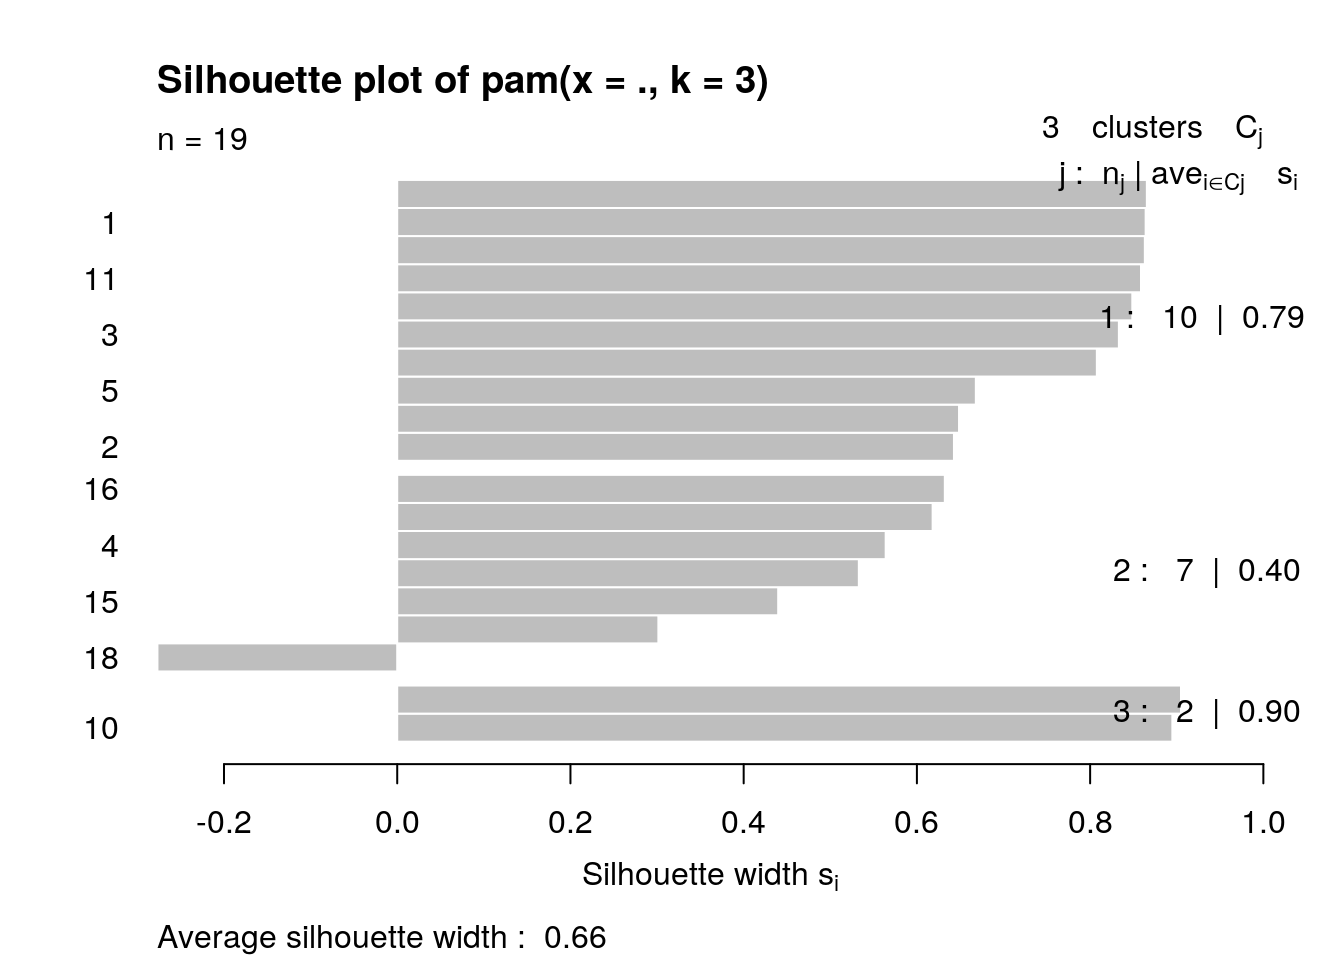 Silhouette plot of pam(x = ., k = 3)
n = 19
3 clusters Cj
j : nj | avei∈Cj si
1
11
1 : 10 | 0.79
3
5
2
16
4
2 : 7 | 0.40
15
18
3 : 2 | 0.90
10
-0.2 0.0 0.2 0.4 0.6 0.8 1.0
Silhouette width si
Average silhouette width : 0.66